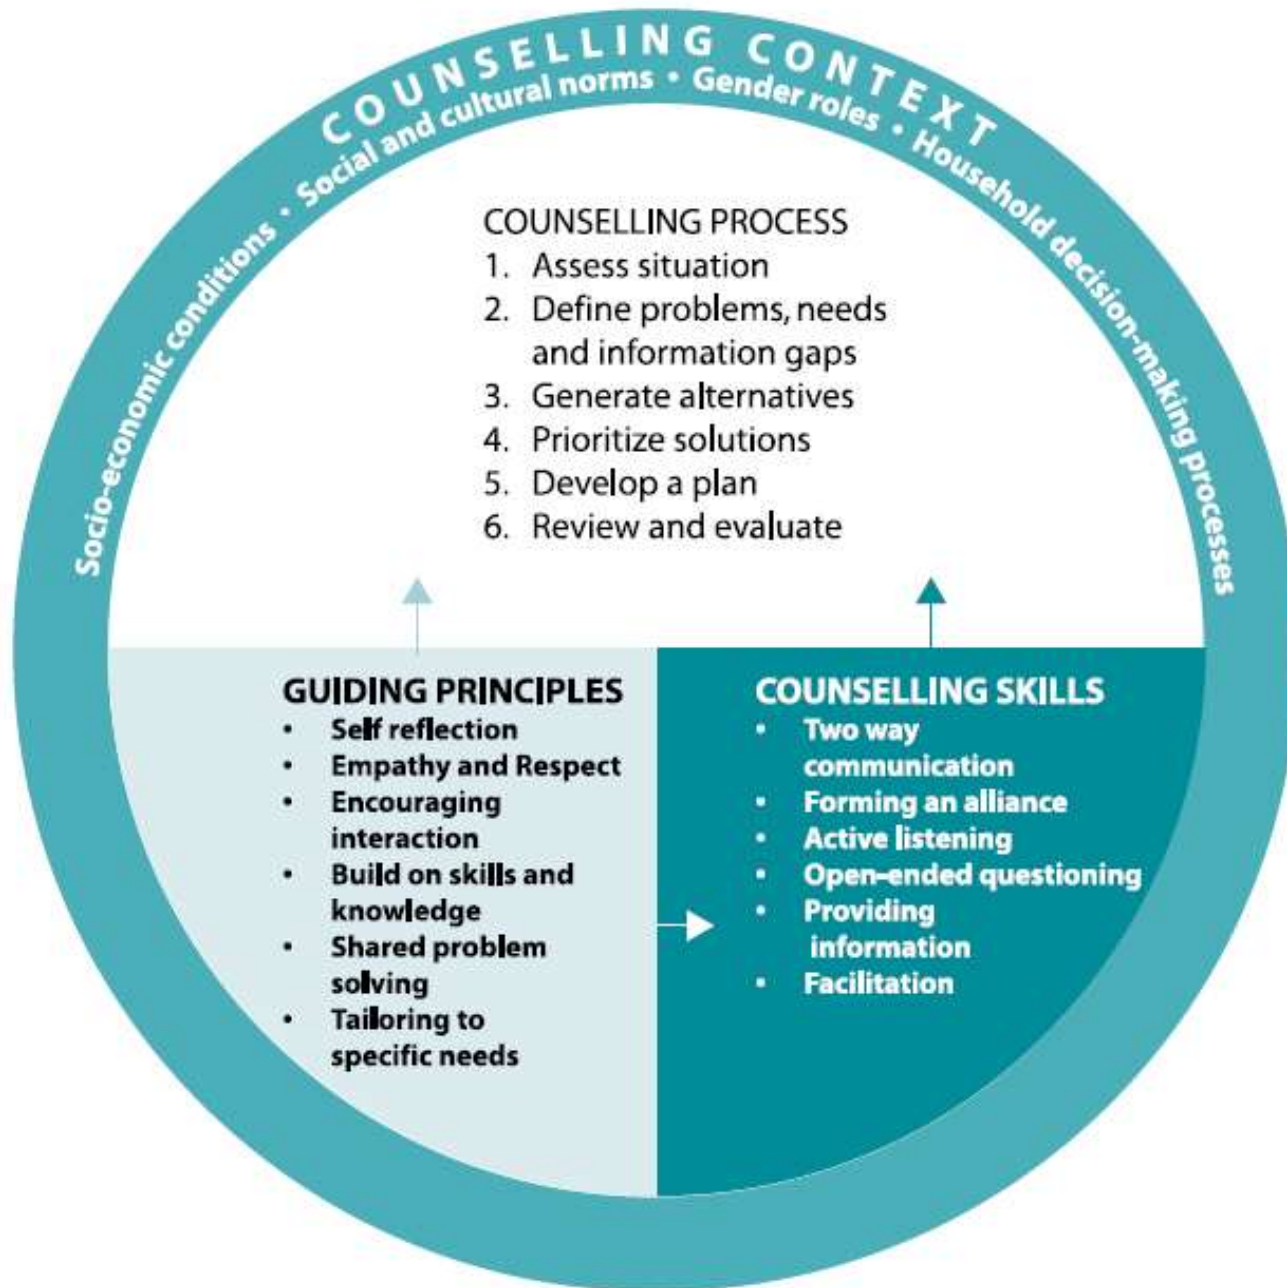 COUNSELLING CONTEXT
Socio-economic conditions • Social and cultural norms • Gender roles • Household decision-making processes
COUNSELLING PROCESS
1. Assess situation
2. Define problems, needs
and information gaps
3. Generate alternatives
4. Prioritize solutions
5. Develop a plan
6. Review and evaluate
GUIDING PRINCIPLES
• Self reflection
• Empathy and Respect
• Encouraging
interaction
• Build on skills and
knowledge
• Shared problem
solving
• Tailoring to
specific needs
COUNSELLING SKILLS
• Two way
communication
• Forming an alliance
• Active listening
• Open-ended questioning
• Providing
information
• Facilitation